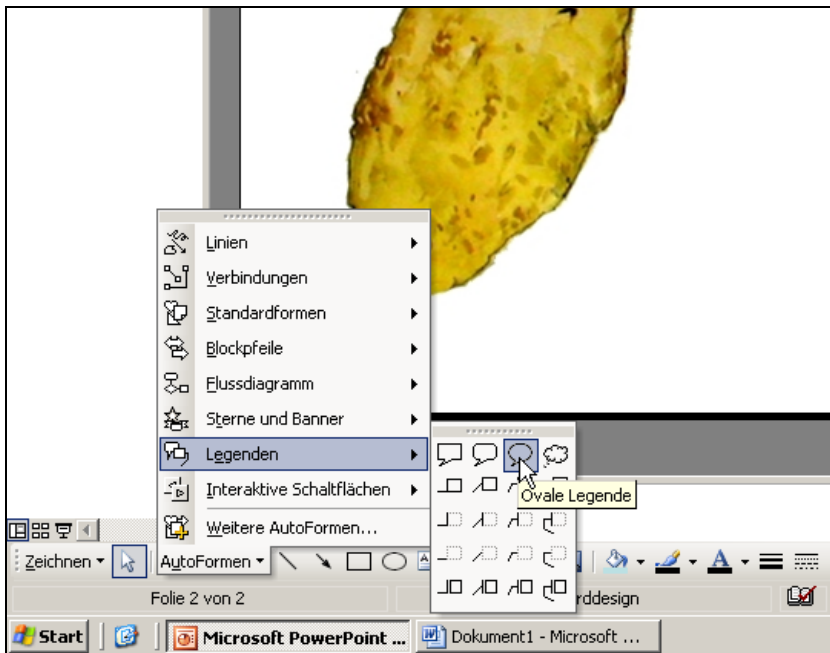 Linien
Verbindungen
Standardformen
Blockpfeile
Flussdiagramm
Sterne und Banner
Legenden
Interaktive Schaltflächen
Ovale Legende
Weitere AutoFormen...
Zeichnen
AutoFormen
A
Folie 2 von 2
rddesign
Start
Microsoft PowerPoint ...
Dokument1 - Microsoft ...